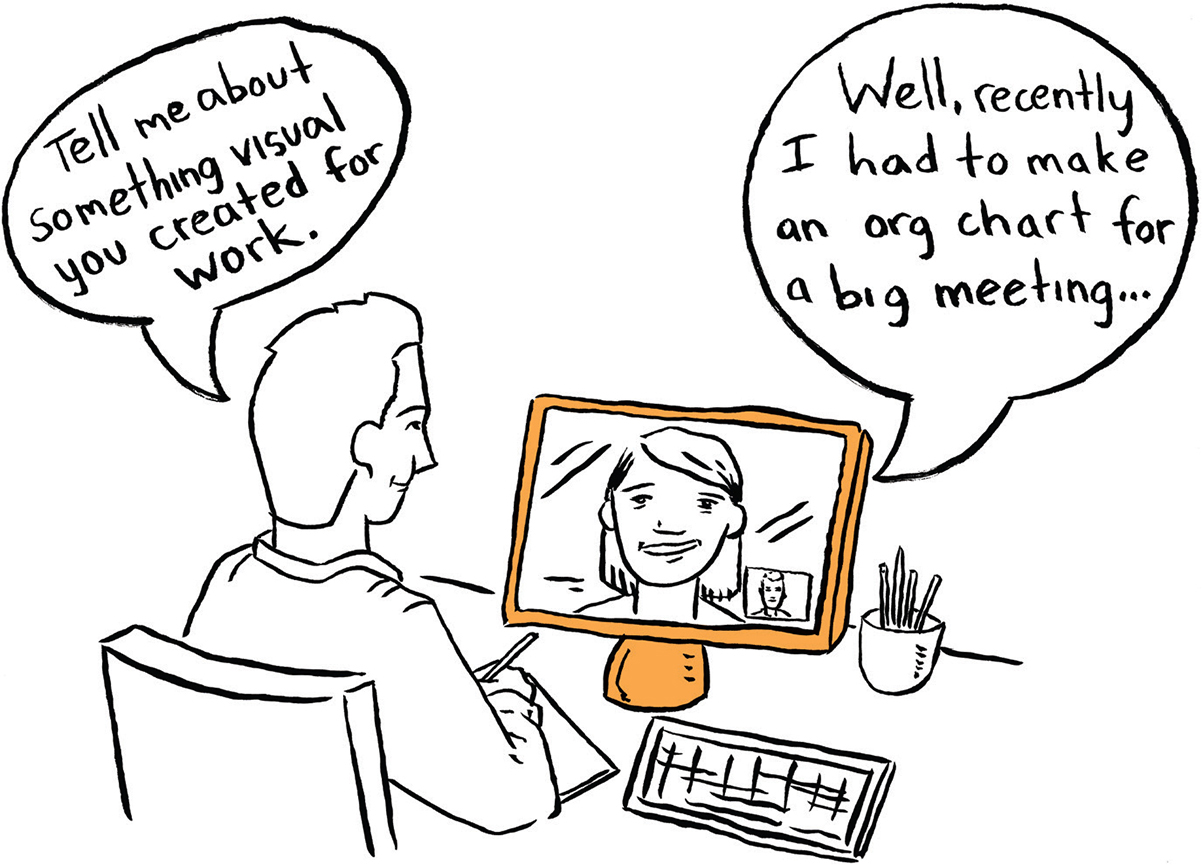 Tell me about
something visual
you created for
work.
Well, recently
I had to make
an org chart for
a big meeting...